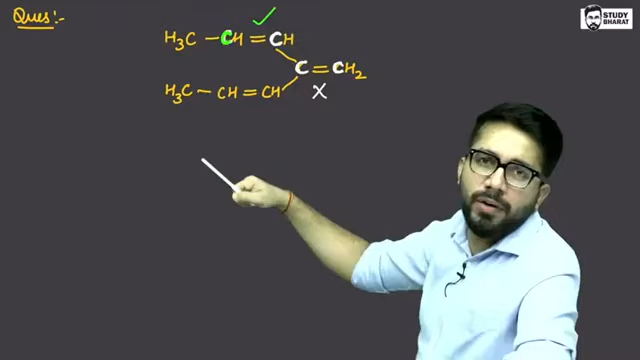 Ques :-
✓
H₃C — CH = CH
C = CH₂
H₃C — CH = CH
X
STUDY
BHARAT